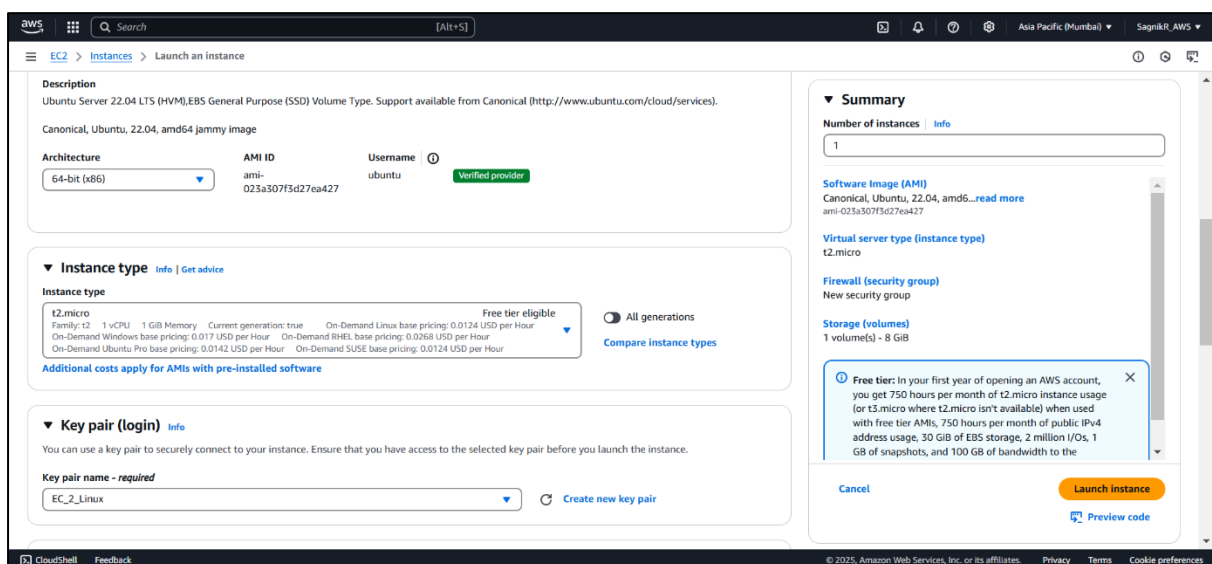 aws
Search
[Alt+S]
Asia Pacific (Mumbai)
SagnikR_AWS
EC2 > Instances > Launch an instance
Description
Ubuntu Server 22.04 LTS (HVM),EBS General Purpose (SSD) Volume Type. Support available from Canonical (http://www.ubuntu.com/cloud/services).
Canonical, Ubuntu, 22.04, amd64 jammy image
Architecture
64-bit (x86)
AMI ID
ami-
023a307f3d27ea427
Username
ubuntu
Verified provider
Instance type Info | Get advice
Instance type
t2.micro Free tier eligible
Family: t2 1 vCPU 1 GiB Memory Current generation: true On-Demand Linux base pricing: 0.0124 USD per Hour
On-Demand Windows base pricing: 0.017 USD per Hour On-Demand RHEL base pricing: 0.0268 USD per Hour
On-Demand Ubuntu Pro base pricing: 0.0142 USD per Hour On-Demand SUSE base pricing: 0.0124 USD per Hour
All generations
Compare instance types
Additional costs apply for AMIs with pre-installed software
Key pair (login) Info
You can use a key pair to securely connect to your instance. Ensure that you have access to the selected key pair before you launch the instance.
Key pair name - required
EC_2_Linux
Create new key pair
Summary
Number of instances Info
1
Software Image (AMI)
Canonical, Ubuntu, 22.04, amd6...read more
ami-023a307f3d27ea427
Virtual server type (instance type)
t2.micro
Firewall (security group)
New security group
Storage (volumes)
1 volume(s) - 8 GiB
Free tier: In your first year of opening an AWS account,
you get 750 hours per month of t2.micro instance usage
(or t3.micro where t2.micro isn't available) when used
with free tier AMIs, 750 hours per month of public IPv4
address usage, 30 GiB of EBS storage, 2 million I/Os, 1
GB of snapshots, and 100 GB of bandwidth to the
Cancel
Launch instance
Preview code
CloudShell Feedback
© 2025, Amazon Web Services, Inc. or its affiliates. Privacy Terms Cookie preferences